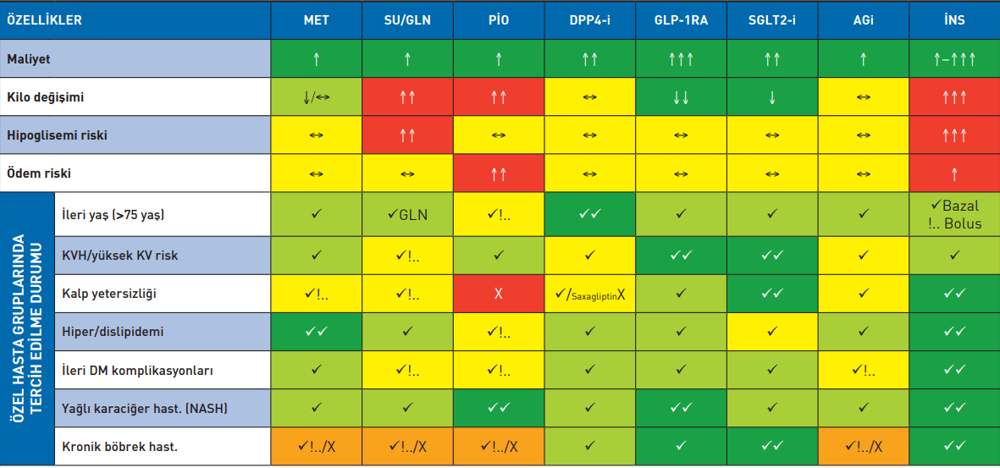 ÖZELLİKLER MET SU/GLN PİO DPP4-i GLP-1RA SGLT2-i AGi İNS
Maliyet ↑ ↑ ↑ ↑↑ ↑↑↑ ↑↑ ↑ ↑–↑↑↑
Kilo değişimi ↓/↔ ↑↑ ↑↑ ↔ ↓↓ ↓ ↔ ↑↑↑
Hipoglisemi riski ↔ ↑↑ ↔ ↔ ↔ ↔ ↔ ↑↑↑
Ödem riski ↔ ↔ ↑↑ ↔ ↔ ↔ ↔ ↑
ÖZEL HASTA GRUPLARINDA
TERCİH EDİLME DURUMU
İleri yaş (>75 yaş) ✓ ✓GLN ✓!.. ✓✓ ✓ ✓ ✓ ✓Bazal
!.. Bolus
KVH/yüksek KV risk ✓ ✓!.. ✓ ✓ ✓✓ ✓✓ ✓ ✓
Kalp yetersizliği ✓!.. ✓!.. X ✓/SaxagliptinX ✓ ✓✓ ✓ ✓✓
Hiper/dislipidemi ✓✓ ✓ ✓!.. ✓ ✓ ✓ ✓ ✓✓
İleri DM komplikasyonları ✓ ✓!.. ✓!.. ✓ ✓ ✓ ✓!.. ✓✓
Yağlı karaciğer hast. (NASH) ✓ ✓ ✓✓ ✓ ✓✓ ✓ ✓ ✓✓
Kronik böbrek hast. ✓!../X ✓!../X ✓!../X ✓ ✓ ✓✓ ✓!../X ✓✓